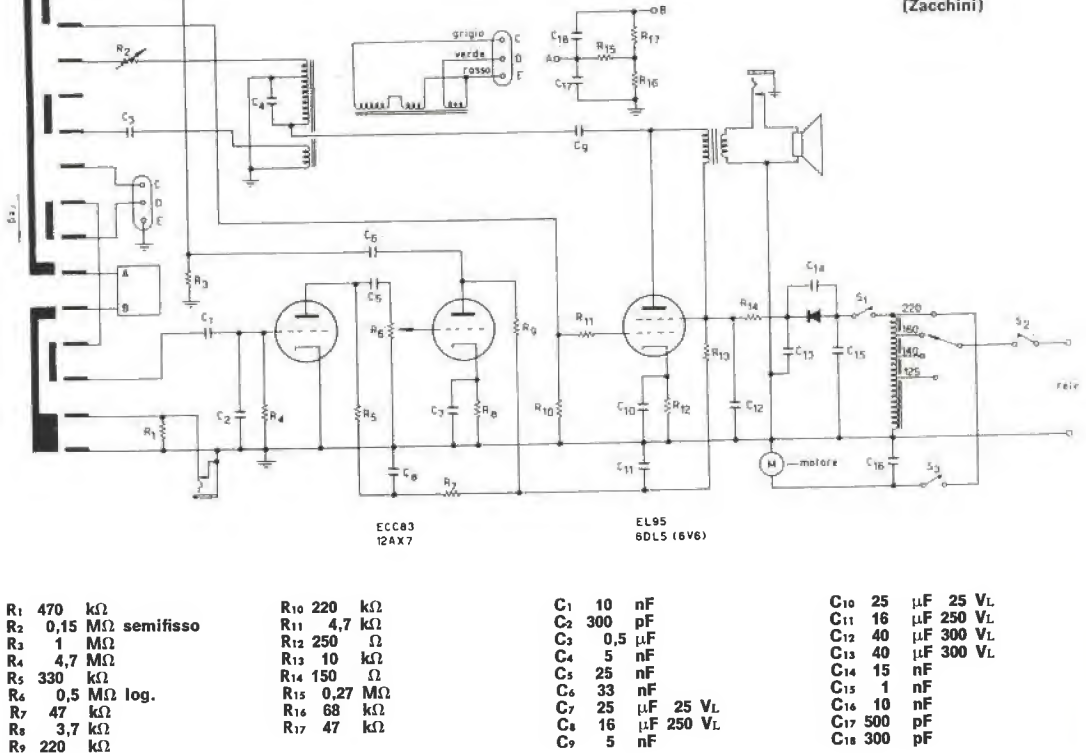 (Zacchini)
grigio
verde
rosso
C
D
E
B
A
C18
R17
R15
C17
R16
R2
C4
C3
C9
C
D
E
A
B
R3
C6
C5
C1
R6
R9
R11
R14
C14
S1
220
160
140
125
S2
R13
C13
C15
C2
R4
R5
C3
R8
R10
C10
R12
C12
R1
C8
R7
C11
M
motore
C16
S3
ECC83
12AX7
EL95
6DL5 (6V6)
R1 470 kΩ
R2 0,15 MΩ semifisso
R3 1 MΩ
R4 4,7 MΩ
R5 330 kΩ
R6 0,5 MΩ log.
R7 47 kΩ
R8 3,7 kΩ
R9 220 kΩ
R10 220 kΩ
R11 4,7 kΩ
R12 250 Ω
R13 10 kΩ
R14 150 Ω
R15 0,27 MΩ
R16 68 kΩ
R17 47 kΩ
C1 10 nF
C2 300 pF
C3 0,5 µF
C4 5 nF
C5 25 nF
C6 33 nF
C7 25 µF 25 VL
C8 16 µF 250 VL
C9 5 nF
C10 25 µF 25 VL
C11 16 µF 250 VL
C12 40 µF 300 VL
C13 40 µF 300 VL
C14 15 nF
C15 1 nF
C16 10 nF
C17 500 pF
C18 300 pF